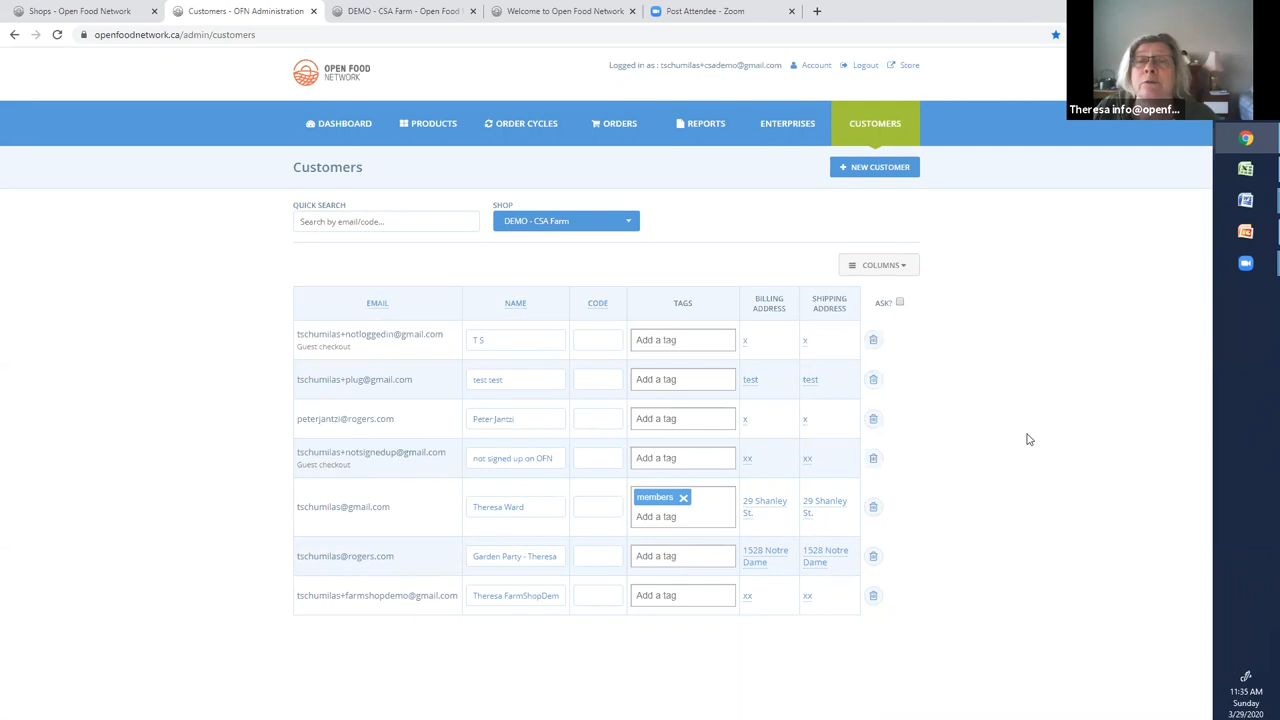 Shops - Open Food Network
Customers - OFN Administration
DEMO - CSA Farm - Open Food
Welcome to Open Food Network
Post Attendee - Zoom
openfoodnetwork.ca/admin/customers
Theresa info@openf...
OPEN FOOD
NETWORK
Logged in as : tschumilas+csademo@gmail.com Account Logout Store
DASHBOARD PRODUCTS ORDER CYCLES ORDERS REPORTS ENTERPRISES CUSTOMERS
Customers
NEW CUSTOMER
QUICK SEARCH SHOP
Search by email/code... DEMO - CSA Farm
COLUMNS
EMAIL NAME CODE TAGS BILLING ADDRESS SHIPPING ADDRESS ASK?
tschumilas+notloggedin@gmail.com T S Add a tag x x
Guest checkout
tschumilas+plug@gmail.com test test Add a tag test test
peterjantzi@rogers.com Peter Jantzi Add a tag x x
tschumilas+notsignedup@gmail.com not signed up on OFN Add a tag xx xx
Guest checkout
members
tschumilas@gmail.com Theresa Ward Add a tag 29 Shanley St. 29 Shanley St.
tschumilas@rogers.com Garden Party - Theresa Add a tag 1528 Notre Dame 1528 Notre Dame
tschumilas+farmshopdemo@gmail.com Theresa FarmShopDem Add a tag xx xx
11:35 AM
Sunday
3/29/2020